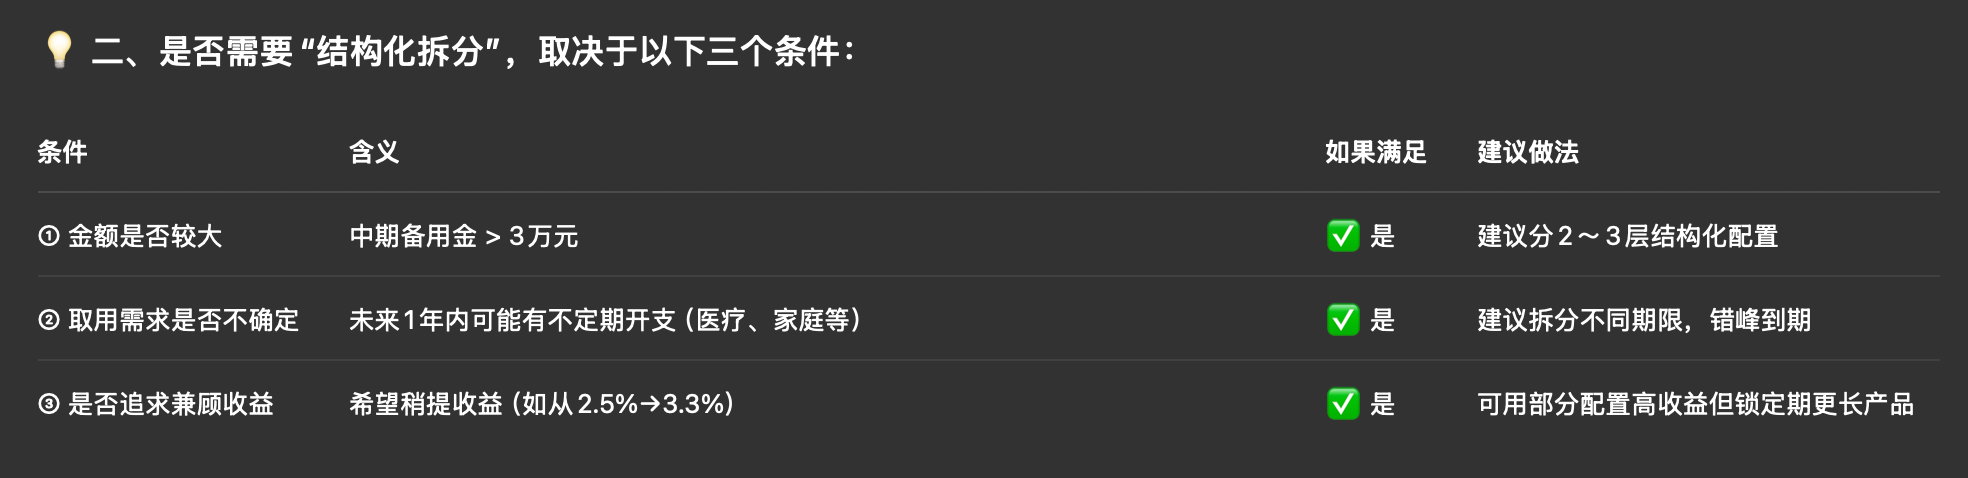 💡 二、是否需要“结构化拆分”，取决于以下三个条件：
条件 含义 如果满足 建议做法
① 金额是否较大 中期备用金 > 3万元 ✅ 是 建议分2～3层结构化配置
② 取用需求是否不确定 未来1年内可能有不定期开支（医疗、家庭等） ✅ 是 建议拆分不同期限，错峰到期
③ 是否追求兼顾收益 希望稍提收益（如从2.5%→3.3%） ✅ 是 可用部分配置高收益但锁定期更长产品